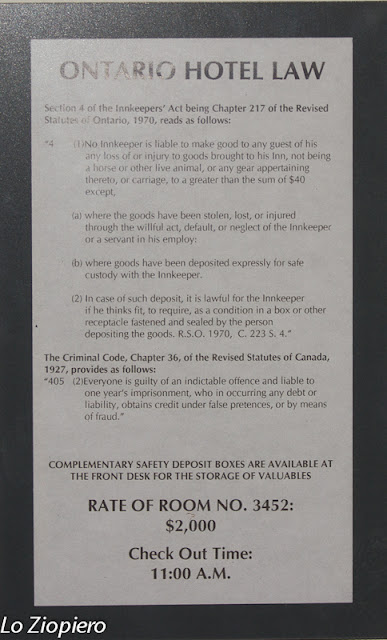 ONTARIO HOTEL LAW
Section 4 of the Innkeepers' Act being Chapter 217 of the Revised
Statutes of Ontario, 1970, reads as follows:
"4 (1)No Innkeeper is liable to make good to any guest of his
any loss of or injury to goods brought to his Inn, not being
a horse or other live animal, or any gear appertaining
thereto, or carriage, to a greater than the sum of $40
except,
(a) where the goods have been stolen, lost, or injured
through the willful act, default, or neglect of the Innkeeper
or a servant in his employ:
(b) where goods have been deposited expressly for safe
custody with the Innkeeper.
(2) In case of such deposit, it is lawful for the Innkeeper
if he thinks fit, to require, as a condition in a box or other
receptacle fastened and sealed by the person
depositing the goods. R.S.O. 1970, C. 223 S. 4."
The Criminal Code, Chapter 36, of the Revised Statutes of Canada,
1927, provides as follows:
"405 (2)Everyone is guilty of an indictable offence and liable to
one year's imprisonment, who in occurring any debt or
liability, obtains credit under false pretences, or by means
of fraud."
COMPLEMENTARY SAFETY DEPOSIT BOXES ARE AVAILABLE AT
THE FRONT DESK FOR THE STORAGE OF VALUABLES
RATE OF ROOM NO. 3452:
$2,000
Check Out Time:
11:00 A.M.
Lo Ziopiero